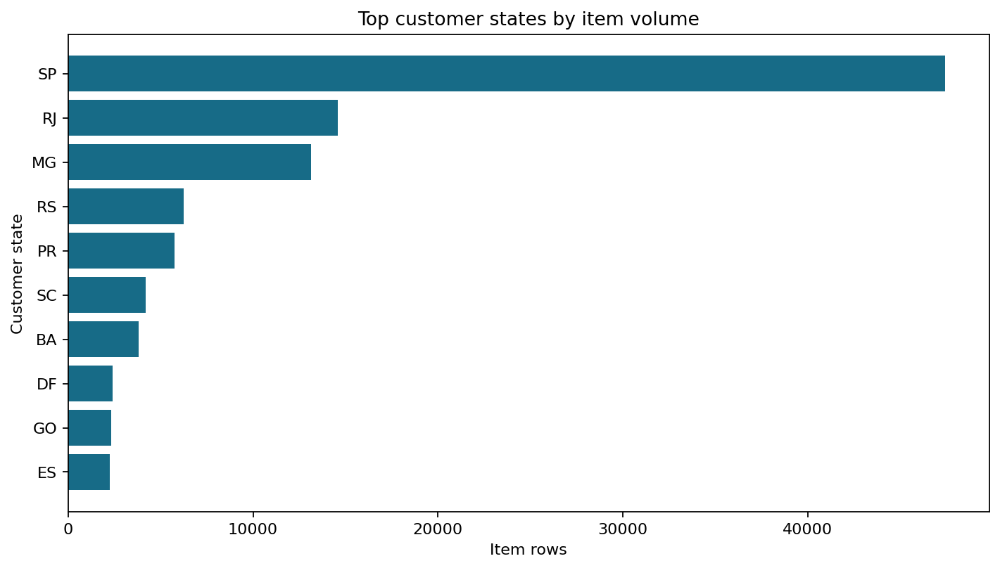 Top customer states by item volume
Customer state
SP
RJ
MG
RS
PR
SC
BA
DF
GO
ES
0 10000 20000 30000 40000
Item rows